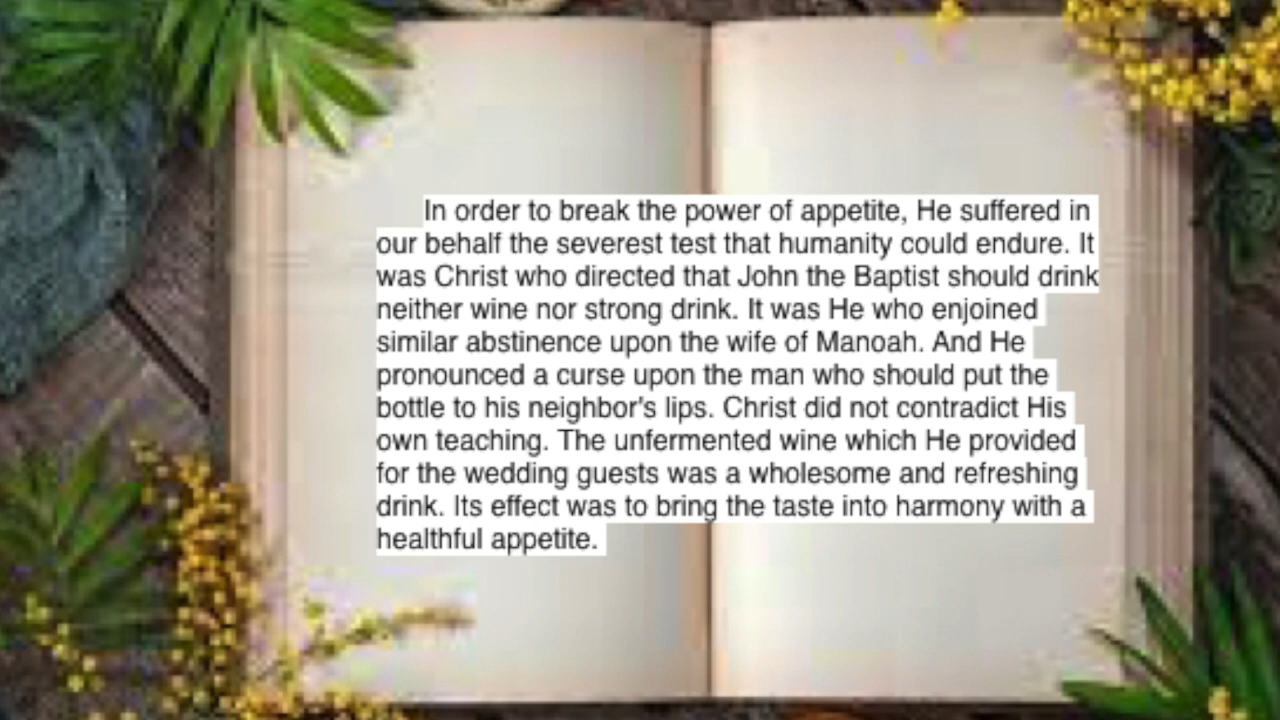 In order to break the power of appetite, He suffered in
our behalf the severest test that humanity could endure. It
was Christ who directed that John the Baptist should drink
neither wine nor strong drink. It was He who enjoined
similar abstinence upon the wife of Manoah. And He
pronounced a curse upon the man who should put the
bottle to his neighbor's lips. Christ did not contradict His
own teaching. The unfermented wine which He provided
for the wedding guests was a wholesome and refreshing
drink. Its effect was to bring the taste into harmony with a
healthful appetite.